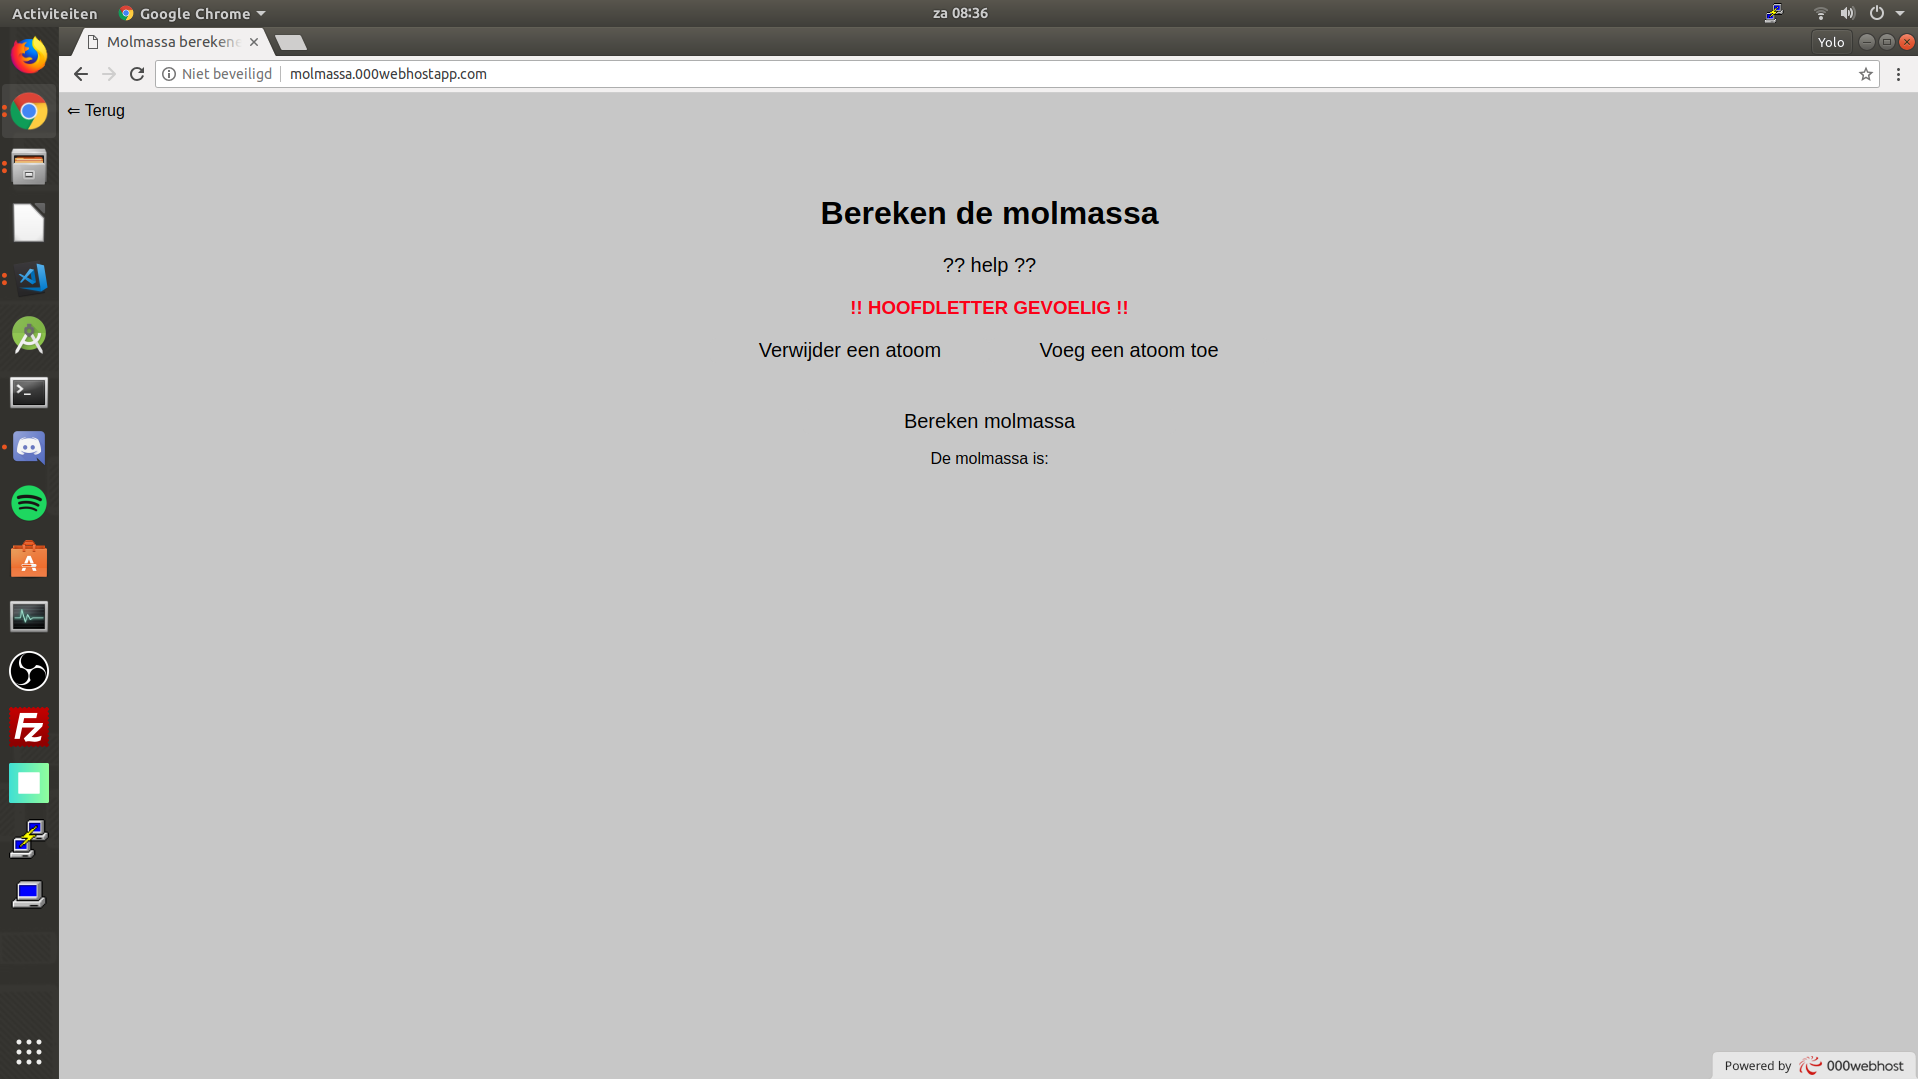 Activiteiten
Google Chrome
za 08:36
Molmassa berekene
Yolo
Niet beveiligd
molmassa.000webhostapp.com
⇐ Terug
Bereken de molmassa
?? help ??
!! HOOFDLETTER GEVOELIG !!
Verwijder een atoom
Voeg een atoom toe
Bereken molmassa
De molmassa is:
Fz
Powered by 000webhost